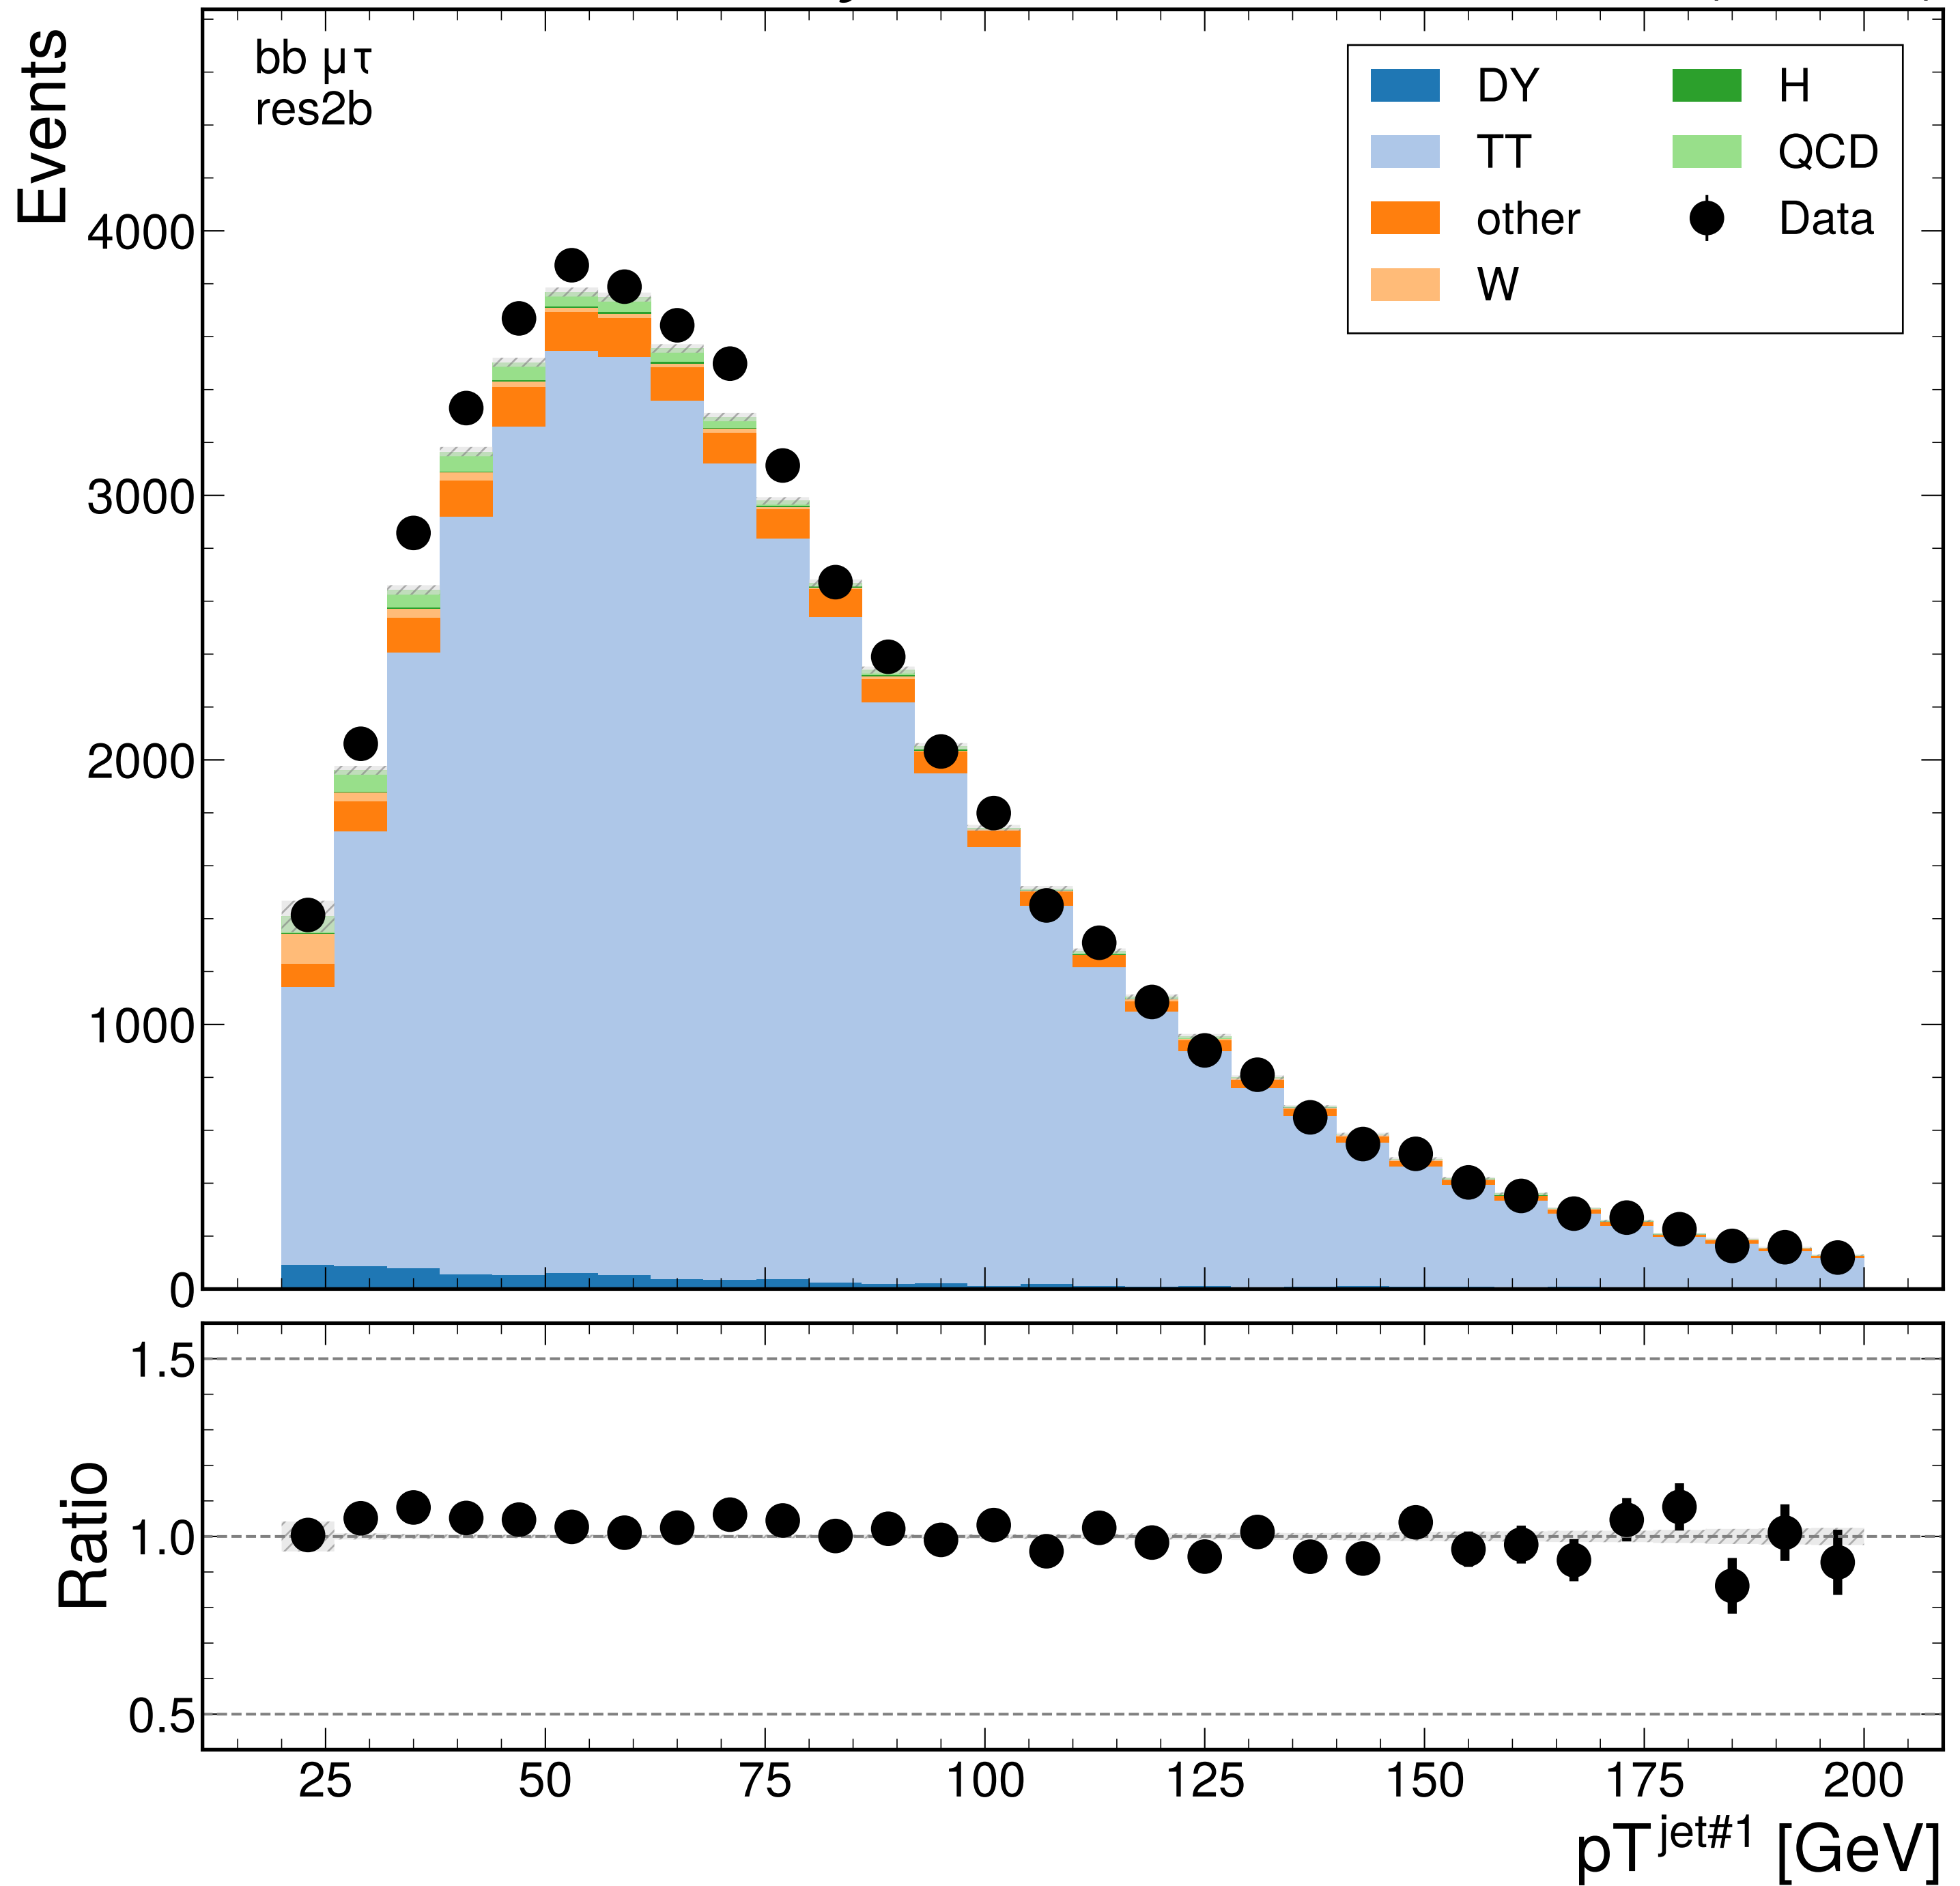 Events
bb μτ
res2b
DY
TT
other
W
H
QCD
Data
4000
3000
2000
1000
0
Ratio
1.5
1.0
0.5
25 50 75 100 125 150 175 200
pT^jet#1 [GeV]